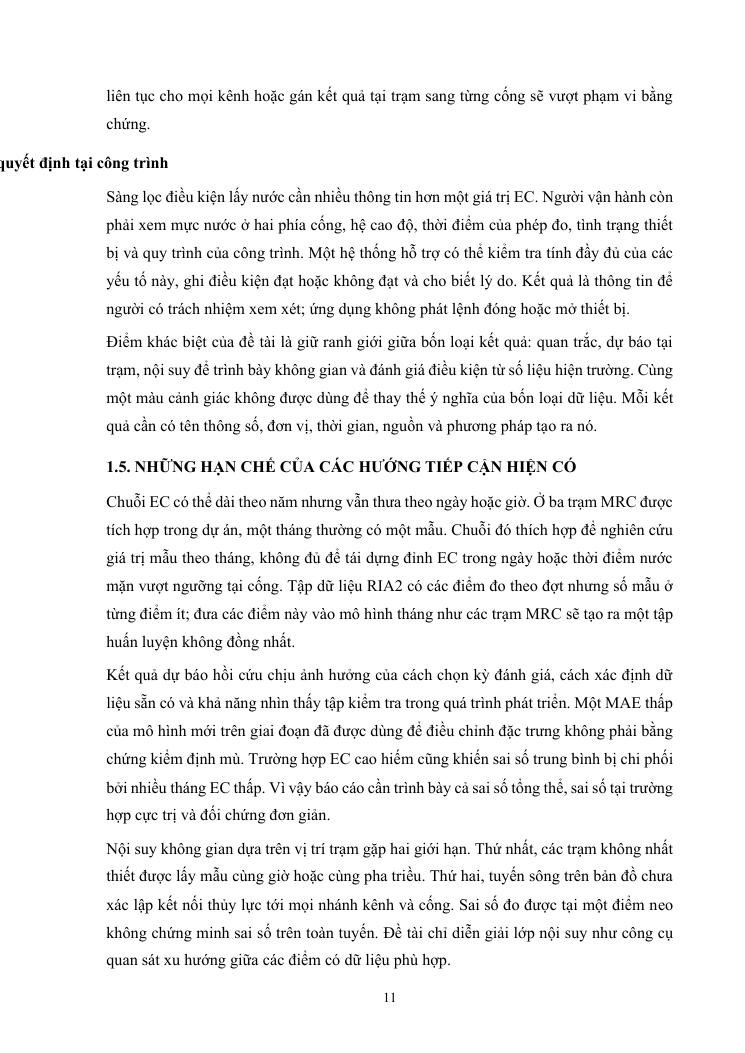 liên tục cho mọi kênh hoặc gán kết quả tại trạm sang từng cống sẽ vượt phạm vi bằng
chứng.
quyết định tại công trình
Sàng lọc điều kiện lấy nước cần nhiều thông tin hơn một giá trị EC. Người vận hành còn
phải xem mực nước ở hai phía cống, hệ cao độ, thời điểm của phép đo, tình trạng thiết
bị và quy trình của công trình. Một hệ thống hỗ trợ có thể kiểm tra tính đầy đủ của các
yếu tố này, ghi điều kiện đạt hoặc không đạt và cho biết lý do. Kết quả là thông tin để
người có trách nhiệm xem xét; ứng dụng không phát lệnh đóng hoặc mở thiết bị.
Điểm khác biệt của đề tài là giữ ranh giới giữa bốn loại kết quả: quan trắc, dự báo tại
trạm, nội suy để trình bày không gian và đánh giá điều kiện từ số liệu hiện trường. Cùng
một màu cảnh giác không được dùng để thay thế ý nghĩa của bốn loại dữ liệu. Mỗi kết
quả cần có tên thông số, đơn vị, thời gian, nguồn và phương pháp tạo ra nó.
1.5. NHỮNG HẠN CHẾ CỦA CÁC HƯỚNG TIẾP CẬN HIỆN CÓ
Chuỗi EC có thể dài theo năm nhưng vẫn thưa theo ngày hoặc giờ. Ở ba trạm MRC được
tích hợp trong dự án, một tháng thường có một mẫu. Chuỗi đó thích hợp để nghiên cứu
giá trị mẫu theo tháng, không đủ để tái dựng đỉnh EC trong ngày hoặc thời điểm nước
mặn vượt ngưỡng tại cống. Tập dữ liệu RIA2 có các điểm đo theo đợt nhưng số mẫu ở
từng điểm ít; đưa các điểm này vào mô hình tháng như các trạm MRC sẽ tạo ra một tập
huấn luyện không đồng nhất.
Kết quả dự báo hồi cứu chịu ảnh hưởng của cách chọn kỳ đánh giá, cách xác định dữ
liệu sẵn có và khả năng nhìn thấy tập kiểm tra trong quá trình phát triển. Một MAE thấp
của mô hình mới trên giai đoạn đã được dùng để điều chỉnh đặc trưng không phải bằng
chứng kiểm định mù. Trường hợp EC cao hiếm cũng khiến sai số trung bình bị chi phối
bởi nhiều tháng EC thấp. Vì vậy báo cáo cần trình bày cả sai số tổng thể, sai số tại trường
hợp cực trị và đối chứng đơn giản.
Nội suy không gian dựa trên vị trí trạm gặp hai giới hạn. Thứ nhất, các trạm không nhất
thiết được lấy mẫu cùng giờ hoặc cùng pha triều. Thứ hai, tuyến sông trên bản đồ chưa
xác lập kết nối thủy lực tới mọi nhánh kênh và cống. Sai số đo được tại một điểm neo
không chứng minh sai số trên toàn tuyến. Đề tài chỉ diễn giải lớp nội suy như công cụ
quan sát xu hướng giữa các điểm có dữ liệu phù hợp.
11